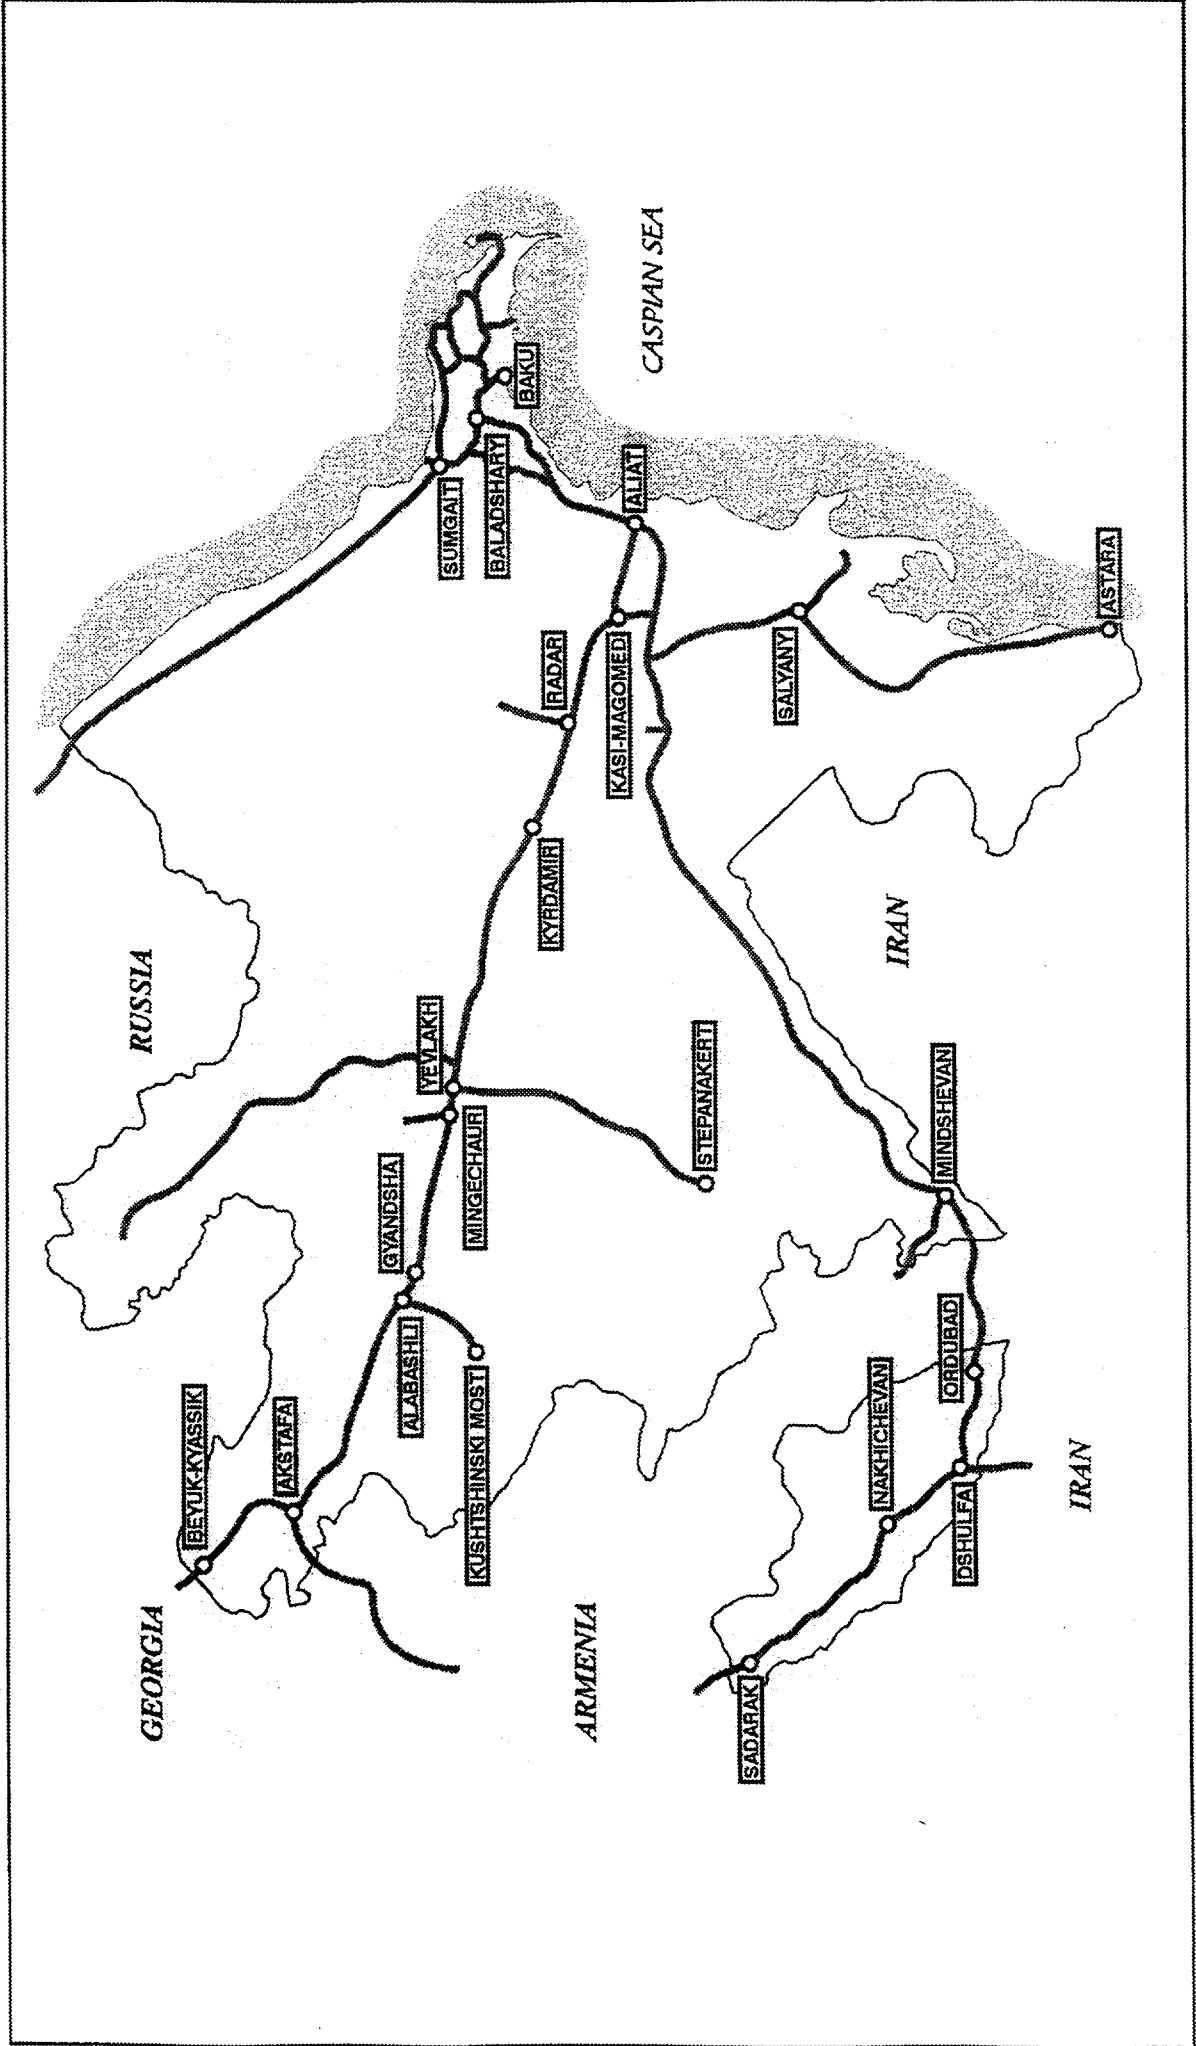 GEORGIA
RUSSIA
BEYUK-KYASSIK
AKSTAFA
GYANDSHA
YEVLAKH
ALABASHLI
MINGECHAUR
KUSHTSHINSKI MOST
SUMGAIT
BALADSHARY
BAKU
KYRDAMIR
RADAR
ARMENIA
KASI-MAGOMED
ALIAT
CASPIAN SEA
STEPANAKERT
SADARAK
SALYANY
NAKHICHEVAN
IRAN
ORDUBAD
MINDSHEVAN
DSHULFA
IRAN
ASTARA